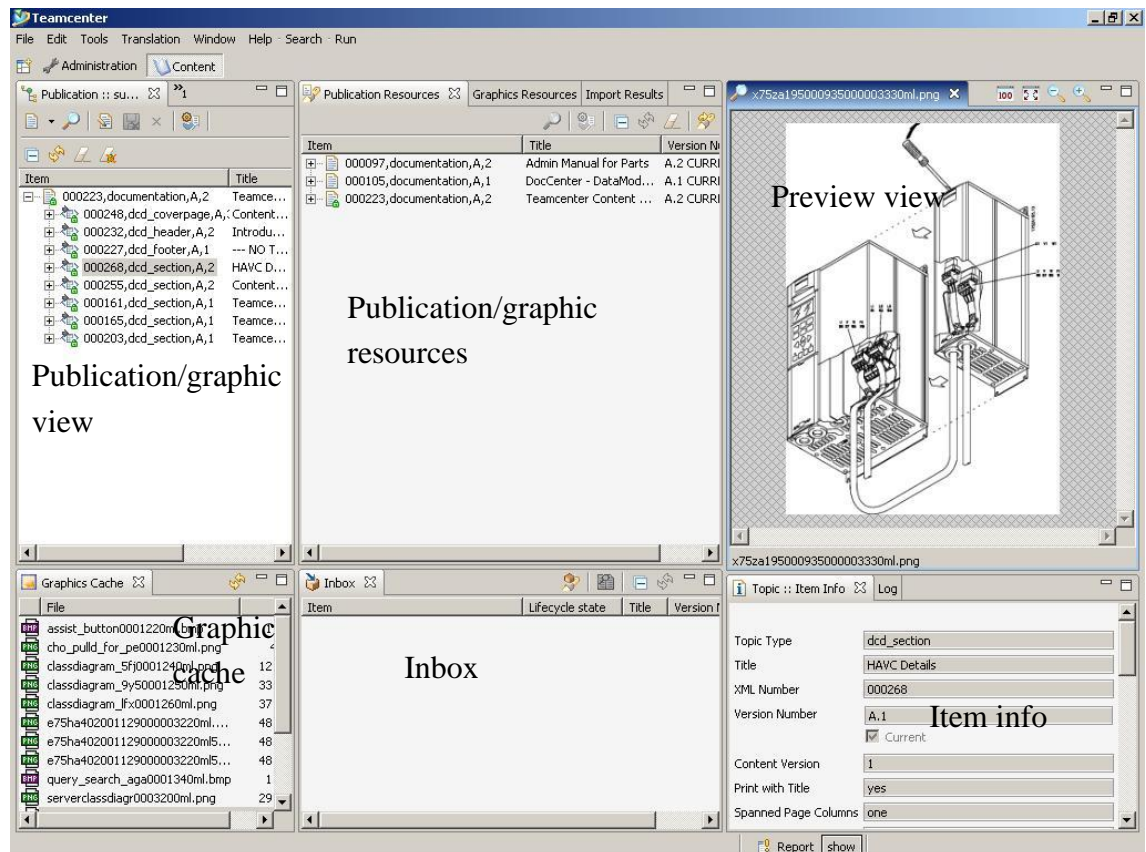 Teamcenter
File Edit Tools Translation Window Help Search Run
Administration Content
Publication :: su... »1
Item Title
000223,documentation,A,2 Teamce...
000248,dcd_coverpage,A,: Content...
000232,dcd_header,A,2 Introdu...
000227,dcd_footer,A,1 --- NO T...
000268,dcd_section,A,2 HAVC D...
000255,dcd_section,A,2 Content...
000161,dcd_section,A,1 Teamce...
000165,dcd_section,A,1 Teamce...
000203,dcd_section,A,1 Teamce...
Publication/graphic
view
Publication Resources Graphics Resources Import Results
Item Title Version Nu
000097,documentation,A,2 Admin Manual for Parts A.2 CURRI
000105,documentation,A,1 DocCenter - DataMod... A.1 CURRI
000223,documentation,A,2 Teamcenter Content ... A.2 CURRI
Publication/graphic
resources
x75za195000935000003330ml.png 100
Preview view
x75za195000935000003330ml.png
Graphics Cache
File
assist_button0001220ml.bmp
cho_pulld_for_pe0001230ml.png
classdiagram_5fj0001240ml.png 12
classdiagram_9y50001250ml.png 33
classdiagram_lfx0001260ml.png 37
e75ha402001129000003220ml.... 48
e75ha402001129000003220ml5... 48
e75ha402001129000003220ml5... 48
query_search_aga0001340ml.bmp 1
serverclassdiagr0003200ml.png 29
Graphic
cache
Inbox
Item Lifecycle state Title Version
Inbox
Topic :: Item Info Log
Topic Type dcd_section
Title HAVC Details
XML Number 000268
Version Number A.1
Current
Content Version 1
Print with Title yes
Spanned Page Columns one
Item info
Report show